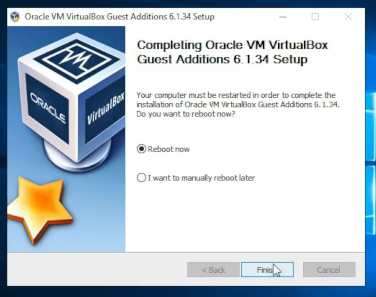 Oracle VM VirtualBox Guest Additions 6.1.34 Setup
Completing Oracle VM VirtualBox
Guest Additions 6.1.34 Setup
ORACLE
VirtualBox
Your computer must be restarted in order to complete the
installation of Oracle VM VirtualBox Guest Additions 6.1.34.
Do you want to reboot now?
Reboot now
I want to manually reboot later
< Back
Finish
Cancel